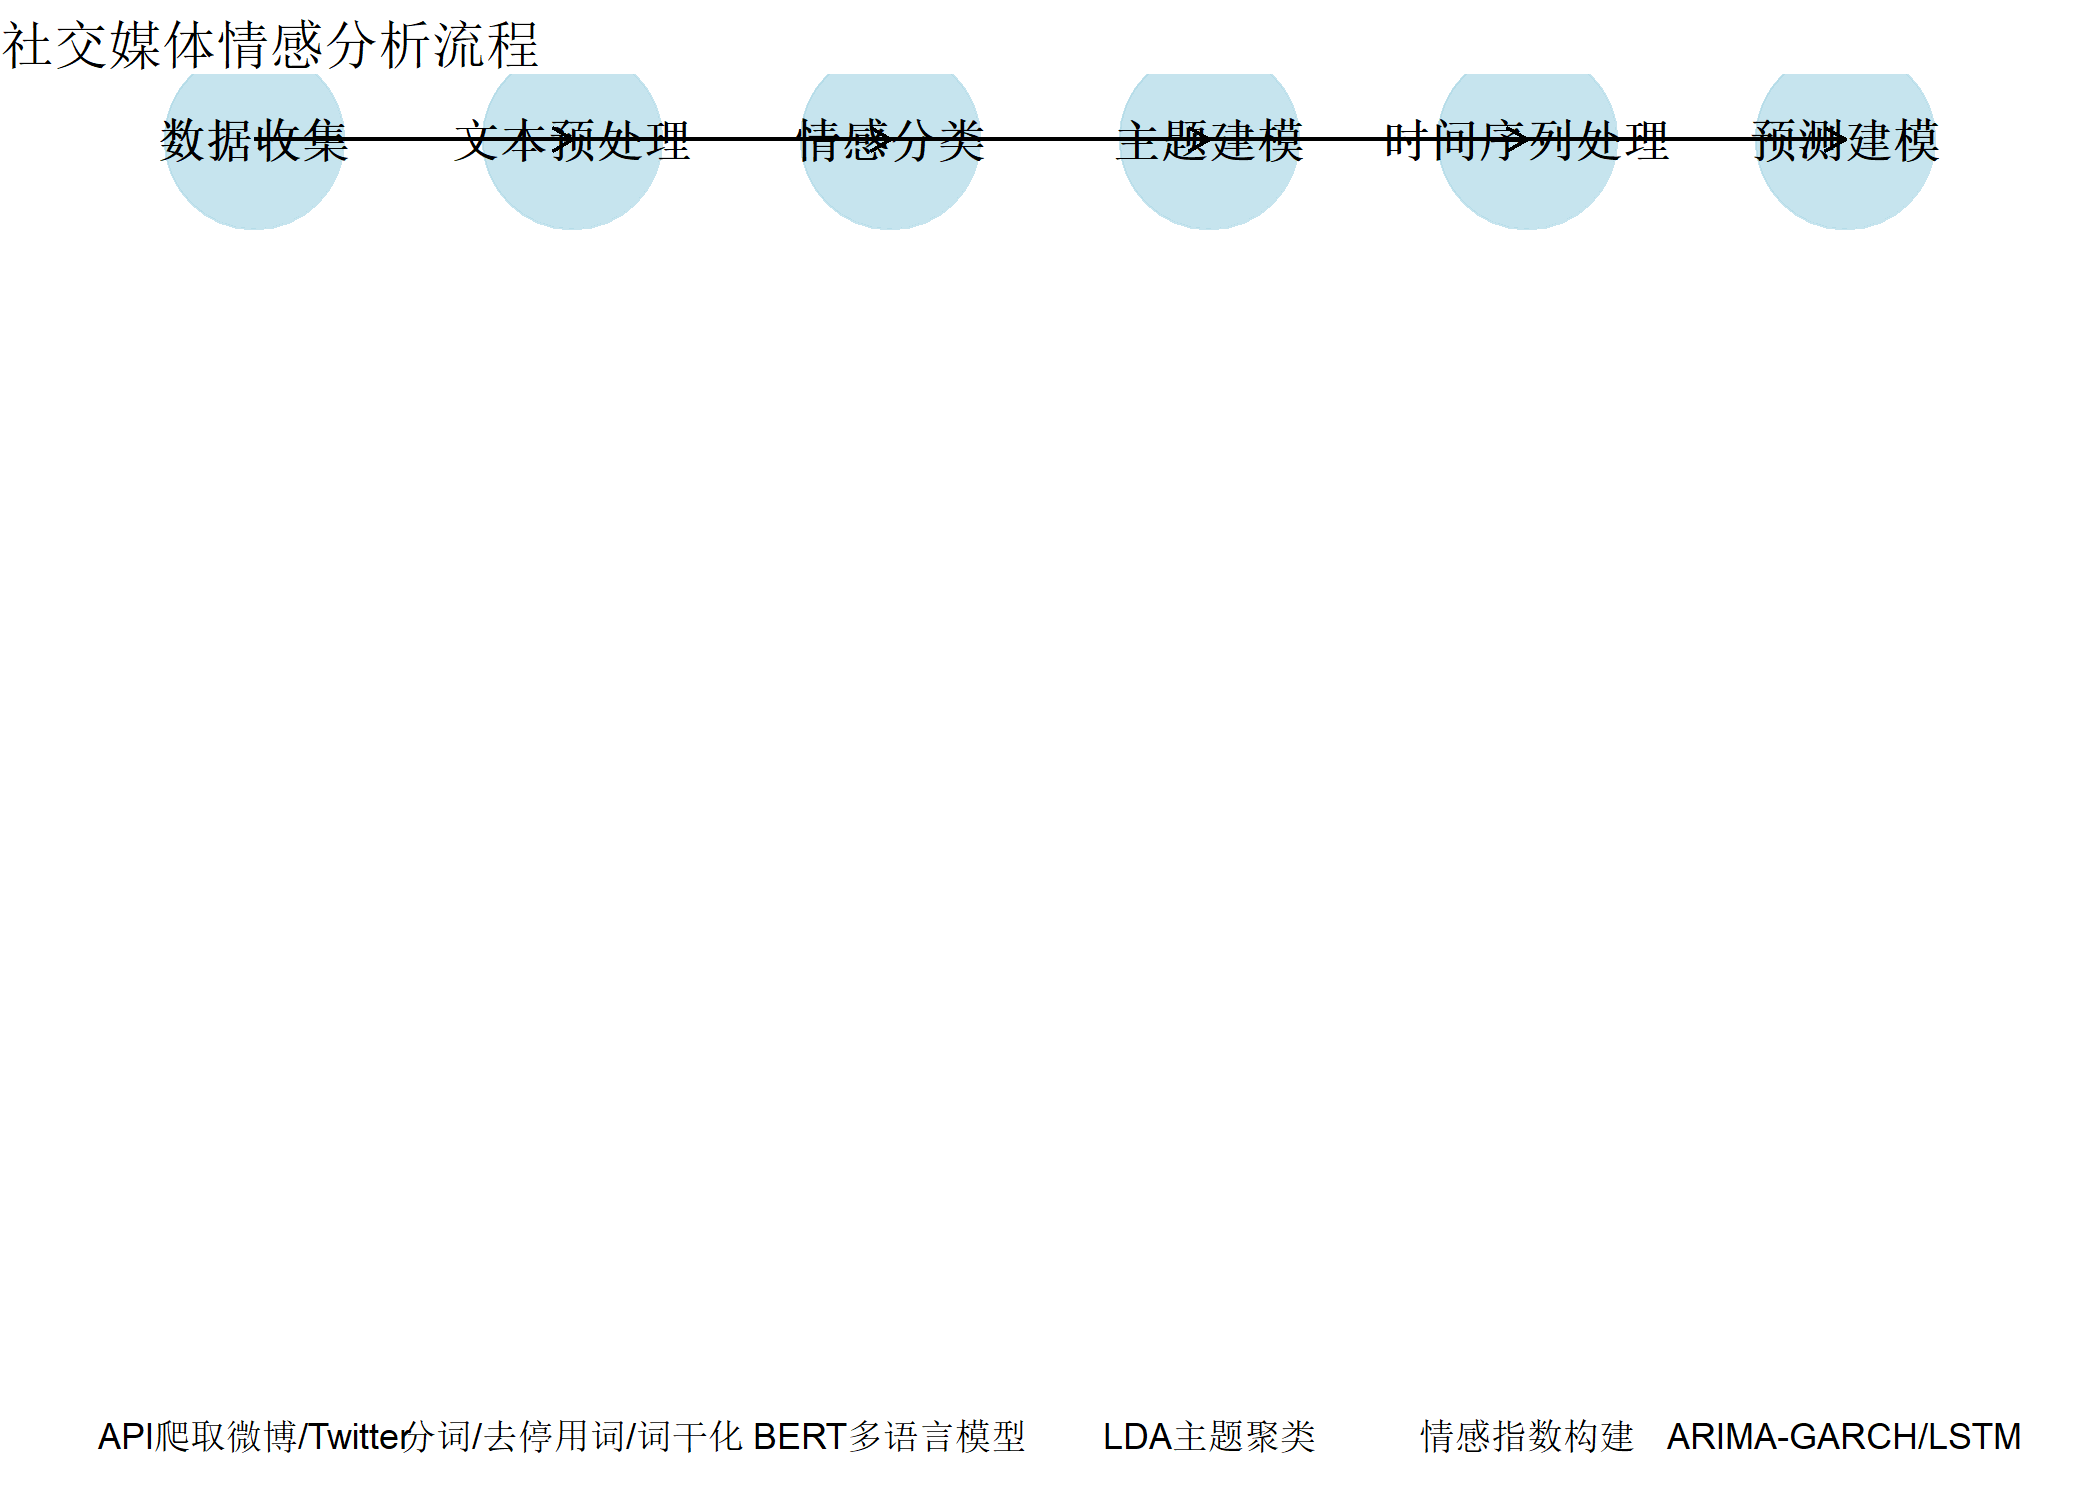 社交媒体情感分析流程
数据收集 文本预处理 情感分类 主题建模 时间序列处理 预测建模
API爬取微博/Twitter 分词/去停用词/词干化 BERT多语言模型 LDA主题聚类 情感指数构建 ARIMA-GARCH/LSTM